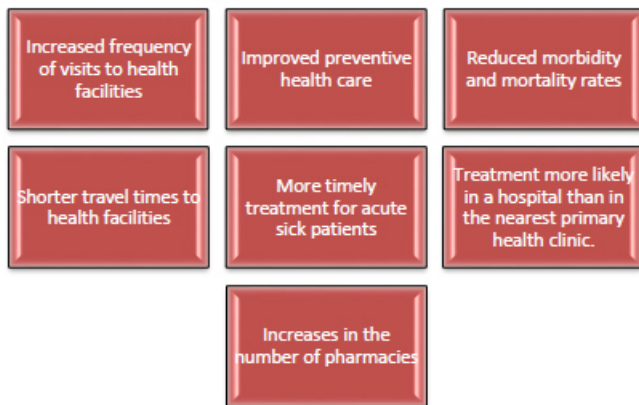 Increased frequency
of visits to health
facilities
Improved preventive
health care
Reduced morbidity
and mortality rates
Shorter travel times to
health facilities
More timely
treatment for acute
sick patients
Treatment more likely
in a hospital than in
the nearest primary
health clinic.
Increases in the
number of pharmacies